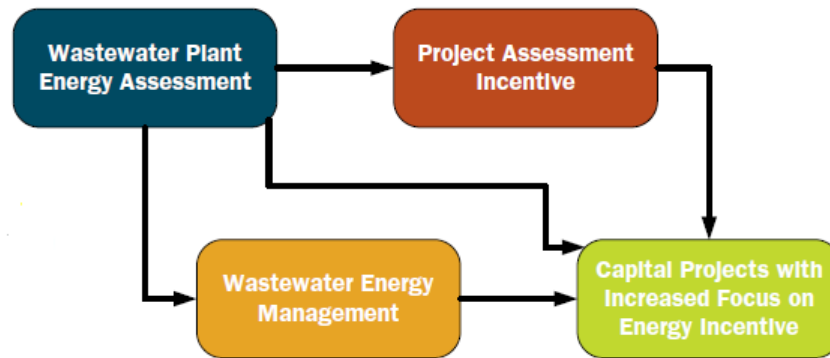 Wastewater Plant
Energy Assessment
Project Assessment
Incentive
Wastewater Energy
Management
Capital Projects with
Increased Focus on
Energy Incentive